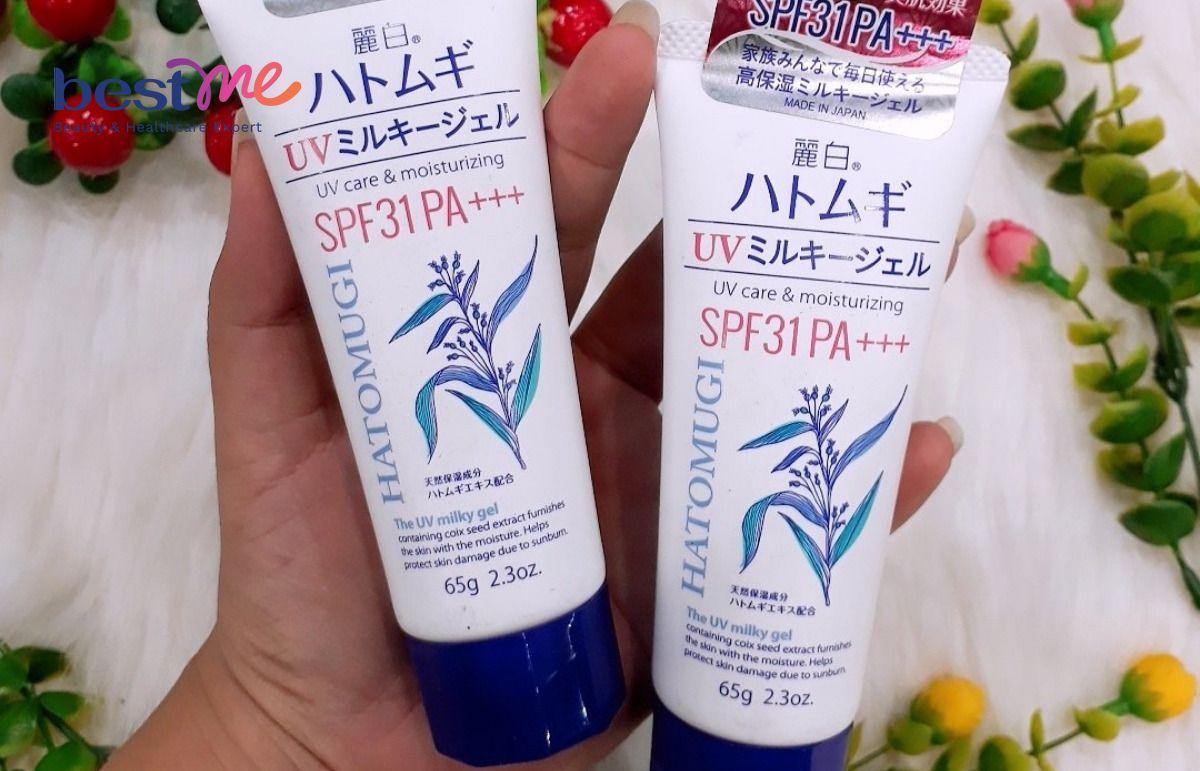 bestme
Beauty & Healthcare Expert
麗白®
ハトムギ
UVミルキージェル
UV care & moisturizing
SPF31 PA+++
HATOMUGI
天然保湿成分
ハトムギエキス配合
The UV milky gel
containing coix seed extract furnishes
the skin with the moisture. Helps
protect skin damage due to sunburn.
65g 2.3oz.
美肌効果
SPF31 PA+++
家族みんなで毎日使える
高保湿ミルキージェル
MADE IN JAPAN
麗白®
ハトムギ
UVミルキージェル
UV care & moisturizing
SPF31 PA+++
HATOMUGI
天然保湿成分
ハトムギエキス配合
The UV milky gel
containing coix seed extract furnishes
the skin with the moisture. Helps
protect skin damage due to sunburn.
65g 2.3oz.